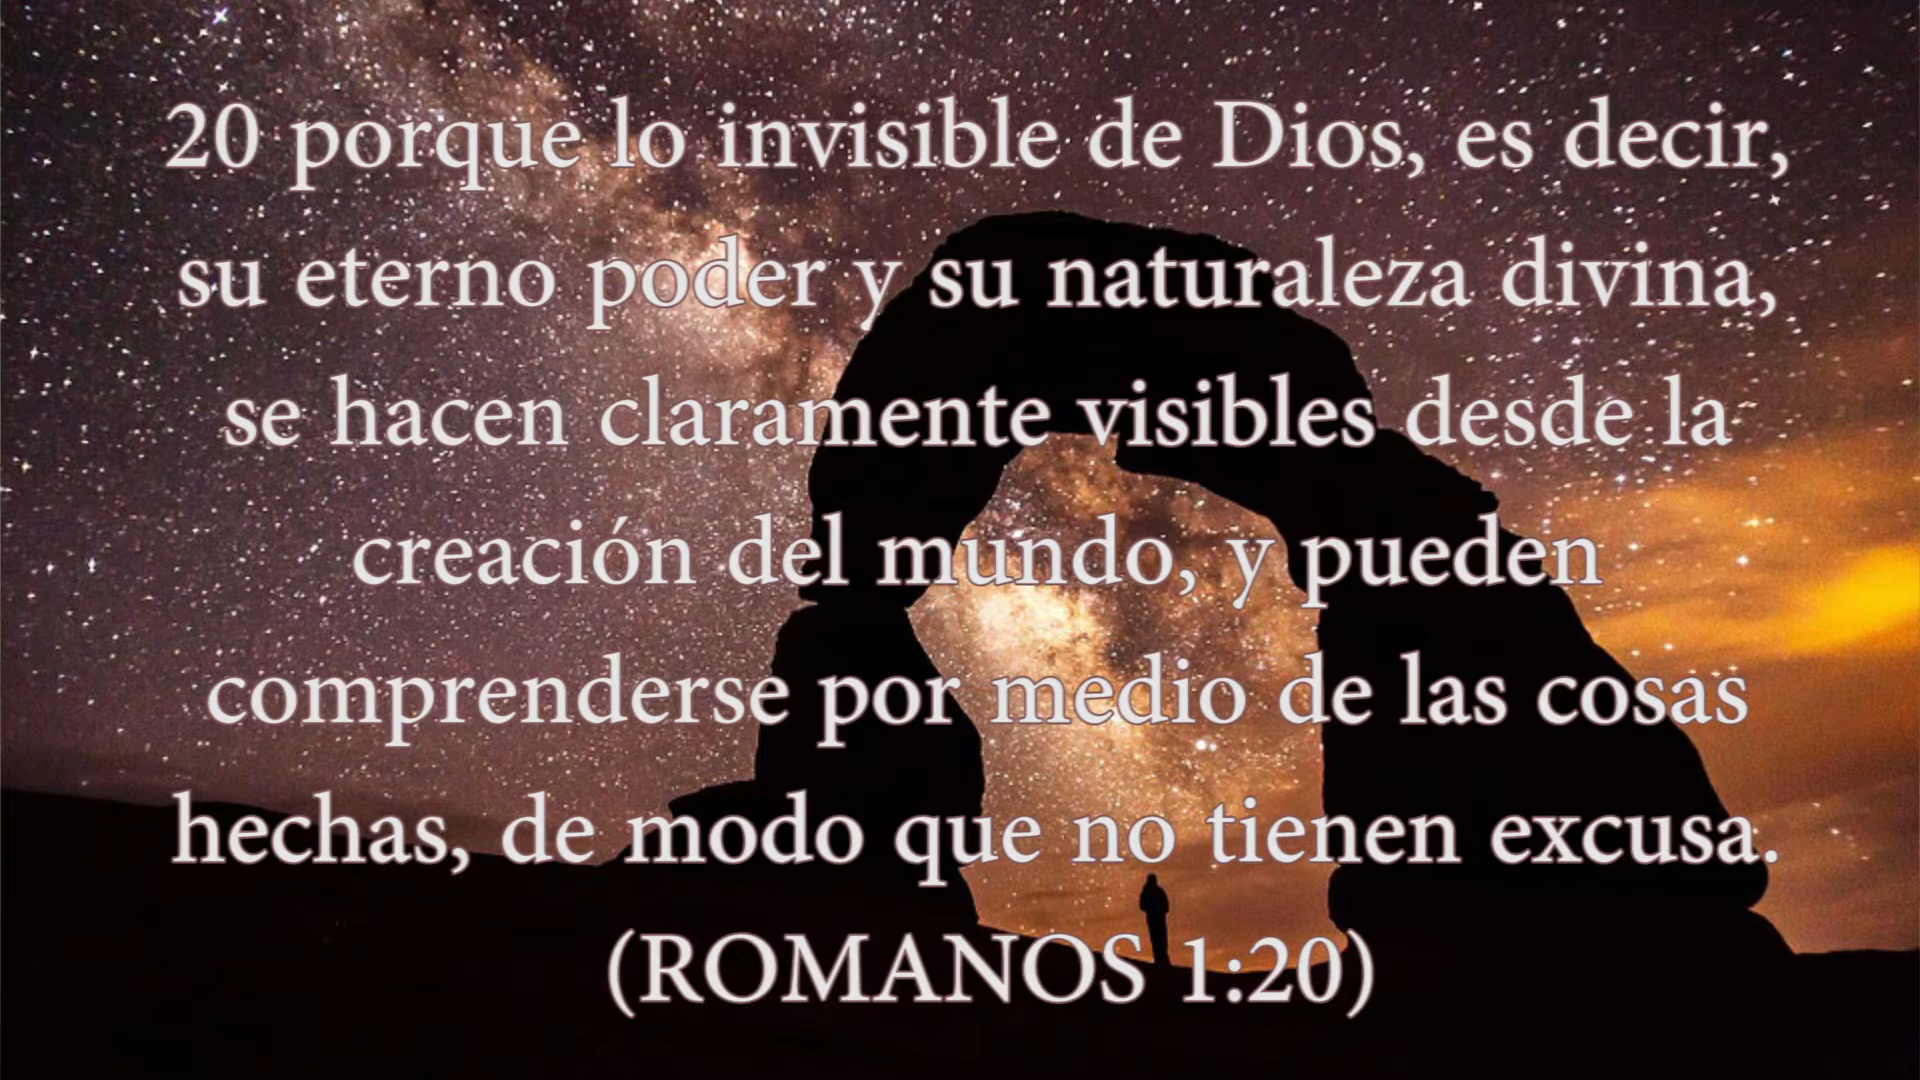 20 porque lo invisible de Dios, es decir,
su eterno poder y su naturaleza divina,
se hacen claramente visibles desde la
creación del mundo, y pueden
comprenderse por medio de las cosas
hechas, de modo que no tienen excusa.
(ROMANOS 1:20)